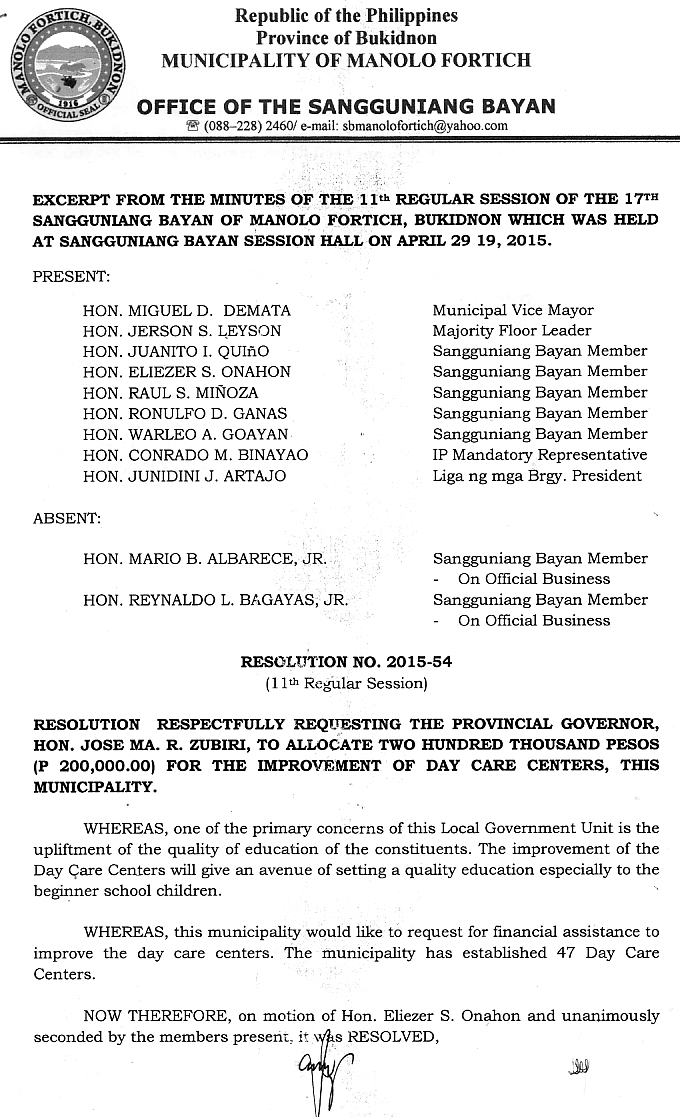 Republic of the Philippines
Province of Bukidnon
MUNICIPALITY OF MANOLO FORTICH
MANOLO FORTICH, BUKIDNON
1916
OFFICIAL SEAL
OFFICE OF THE SANGGUNIANG BAYAN
☏ (088–228) 2460/ e-mail: sbmanolofortich@yahoo.com
EXCERPT FROM THE MINUTES OF THE 11th REGULAR SESSION OF THE 17TH
SANGGUNIANG BAYAN OF MANOLO FORTICH, BUKIDNON WHICH WAS HELD
AT SANGGUNIANG BAYAN SESSION HALL ON APRIL 29 19, 2015.
PRESENT:
HON. MIGUEL D. DEMATA Municipal Vice Mayor
HON. JERSON S. LEYSON Majority Floor Leader
HON. JUANITO I. QUIñO Sangguniang Bayan Member
HON. ELIEZER S. ONAHON Sangguniang Bayan Member
HON. RAUL S. MIÑOZA Sangguniang Bayan Member
HON. RONULFO D. GANAS Sangguniang Bayan Member
HON. WARLEO A. GOAYAN Sangguniang Bayan Member
HON. CONRADO M. BINAYAO IP Mandatory Representative
HON. JUNIDINI J. ARTAJO Liga ng mga Brgy. President
ABSENT:
HON. MARIO B. ALBARECE, JR. Sangguniang Bayan Member
- On Official Business
HON. REYNALDO L. BAGAYAS, JR. Sangguniang Bayan Member
- On Official Business
RESOLUTION NO. 2015-54
(11th Regular Session)
RESOLUTION RESPECTFULLY REQUESTING THE PROVINCIAL GOVERNOR,
HON. JOSE MA. R. ZUBIRI, TO ALLOCATE TWO HUNDRED THOUSAND PESOS
(P 200,000.00) FOR THE IMPROVEMENT OF DAY CARE CENTERS, THIS
MUNICIPALITY.
WHEREAS, one of the primary concerns of this Local Government Unit is the
upliftment of the quality of education of the constituents. The improvement of the
Day Care Centers will give an avenue of setting a quality education especially to the
beginner school children.
WHEREAS, this municipality would like to request for financial assistance to
improve the day care centers. The municipality has established 47 Day Care
Centers.
NOW THEREFORE, on motion of Hon. Eliezer S. Onahon and unanimously
seconded by the members present, it was RESOLVED,